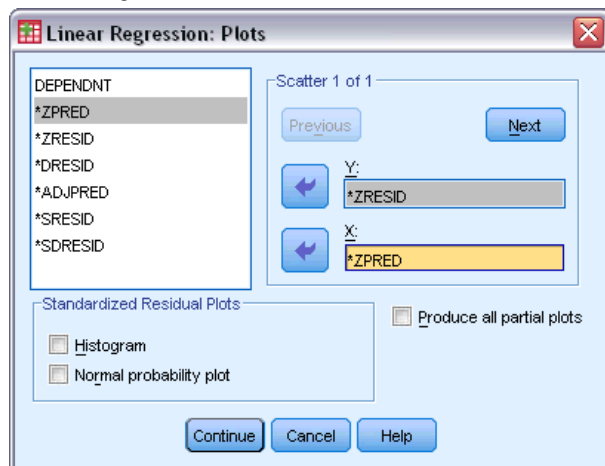 Linear Regression: Plots
DEPENDNT
*ZPRED
*ZRESID
*DRESID
*ADJPRED
*SRESID
*SDRESID
Scatter 1 of 1
Previous
Next
Y:
*ZRESID
X:
*ZPRED
Standardized Residual Plots
Histogram
Normal probability plot
Produce all partial plots
Continue
Cancel
Help